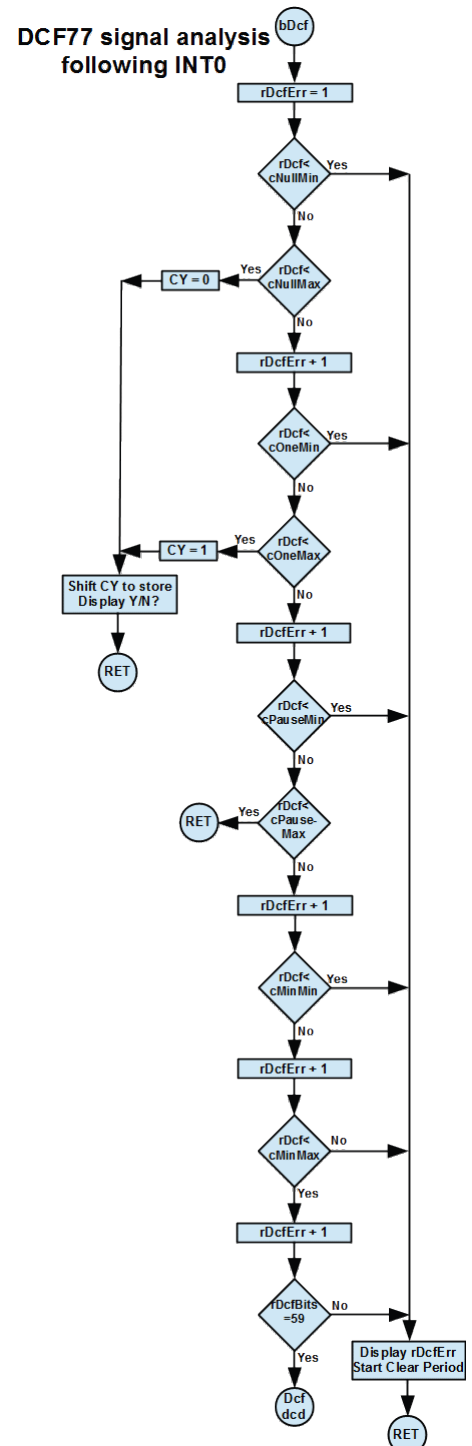 DCF77 signal analysis
following INT0
bDcf
rDcfErr = 1
rDcf<
cNullMin
Yes
No
rDcf<
cNullMax
Yes
CY = 0
No
rDcfErr + 1
rDcf<
cOneMin
Yes
No
rDcf<
cOneMax
Yes
CY = 1
No
Shift CY to store
Display Y/N?
RET
rDcfErr + 1
rDcf<
cPauseMin
Yes
No
rDcf<
cPause-
Max
Yes
RET
No
rDcfErr + 1
rDcf<
cMinMin
Yes
No
rDcfErr + 1
rDcf<
cMinMax
No
Yes
rDcfErr + 1
rDcfBits
=59
No
Yes
Display rDcfErr
Start Clear Period
Dcf
dcd
RET